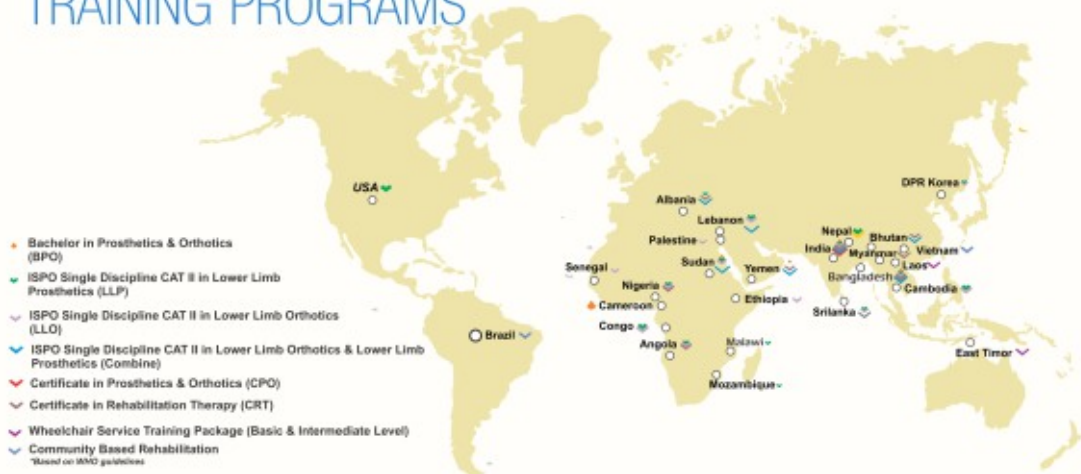 TRAINING PROGRAMS
USA
DPR Korea
Albania
Lebanon
Palestine
Nepal
Bhutan
India
Myanmar
Vietnam
Senegal
Sudan
Yemen
Laos
Bangladesh
Nigeria
Cambodia
Cameroon
Ethiopia
Srilanka
Congo
Brazil
Angola
Malawi
East Timor
Mozambique
Bachelor in Prosthetics & Orthotics
(BPO)
ISPO Single Discipline CAT II in Lower Limb
Prosthetics (LLP)
ISPO Single Discipline CAT II in Lower Limb Orthotics
(LLO)
ISPO Single Discipline CAT II in Lower Limb Orthotics & Lower Limb
Prosthetics (Combine)
Certificate in Prosthetics & Orthotics (CPO)
Certificate in Rehabilitation Therapy (CRT)
Wheelchair Service Training Package (Basic & Intermediate Level)
Community Based Rehabilitation
*Based on WHO guidelines